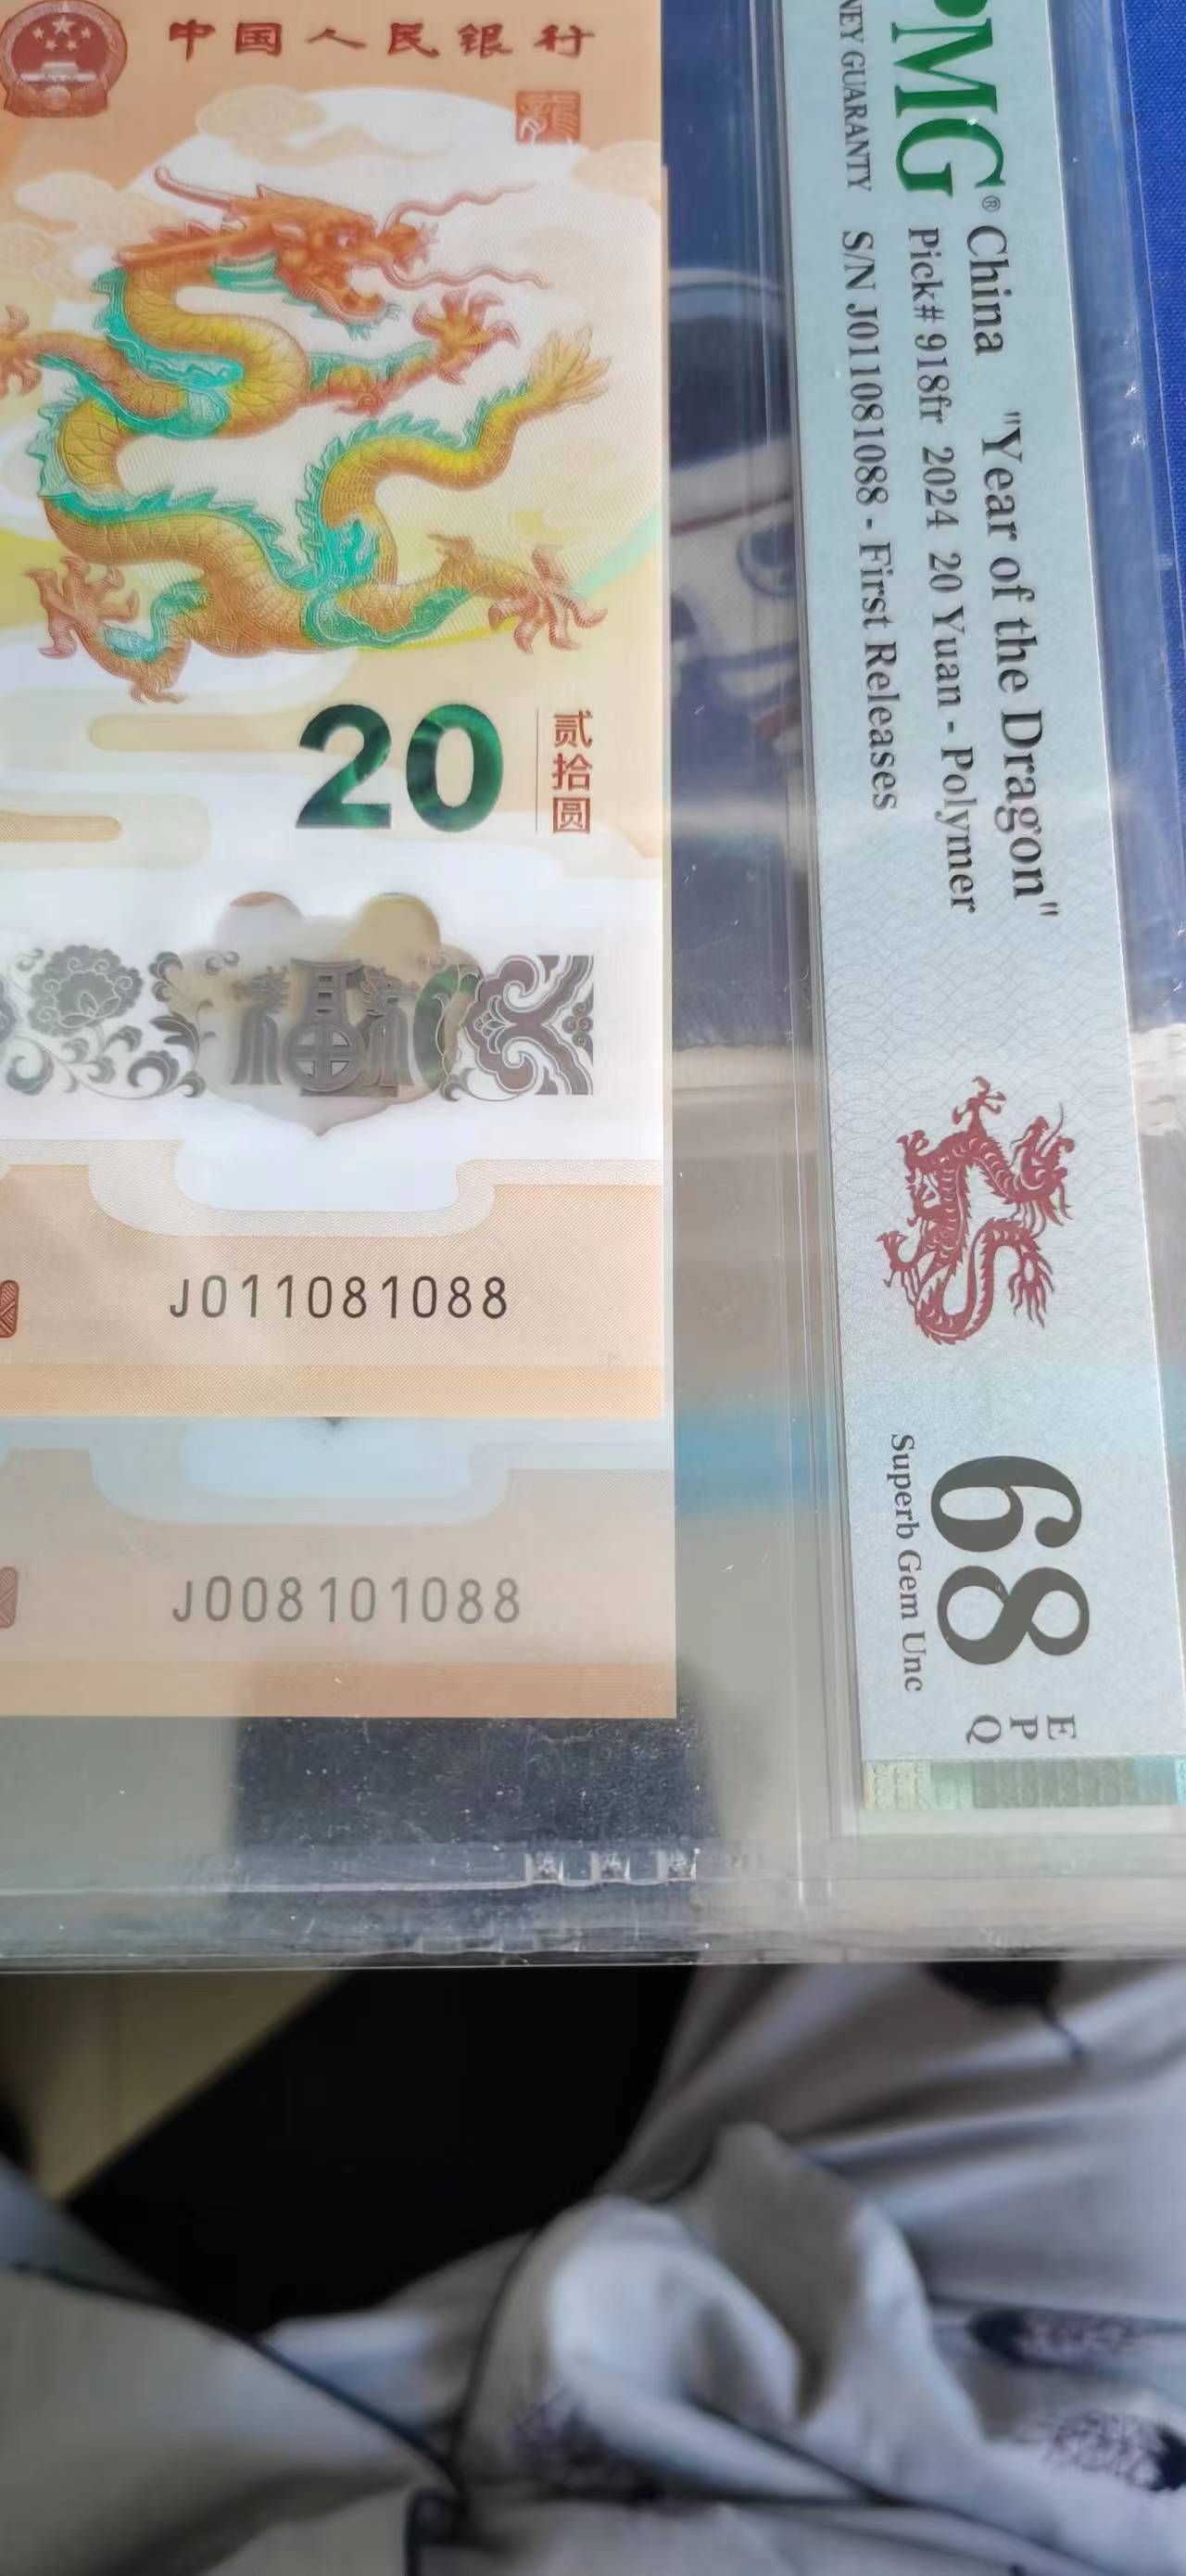 中国人民银行
20
贰拾圆
福
J011081088
J008101088
PMG
China "Year of the Dragon"
Pick# 918fr 2024 20 Yuan - Polymer
GUARANTY S/N J011081088 - First Releases
68
EPQ
Superb Gem Unc